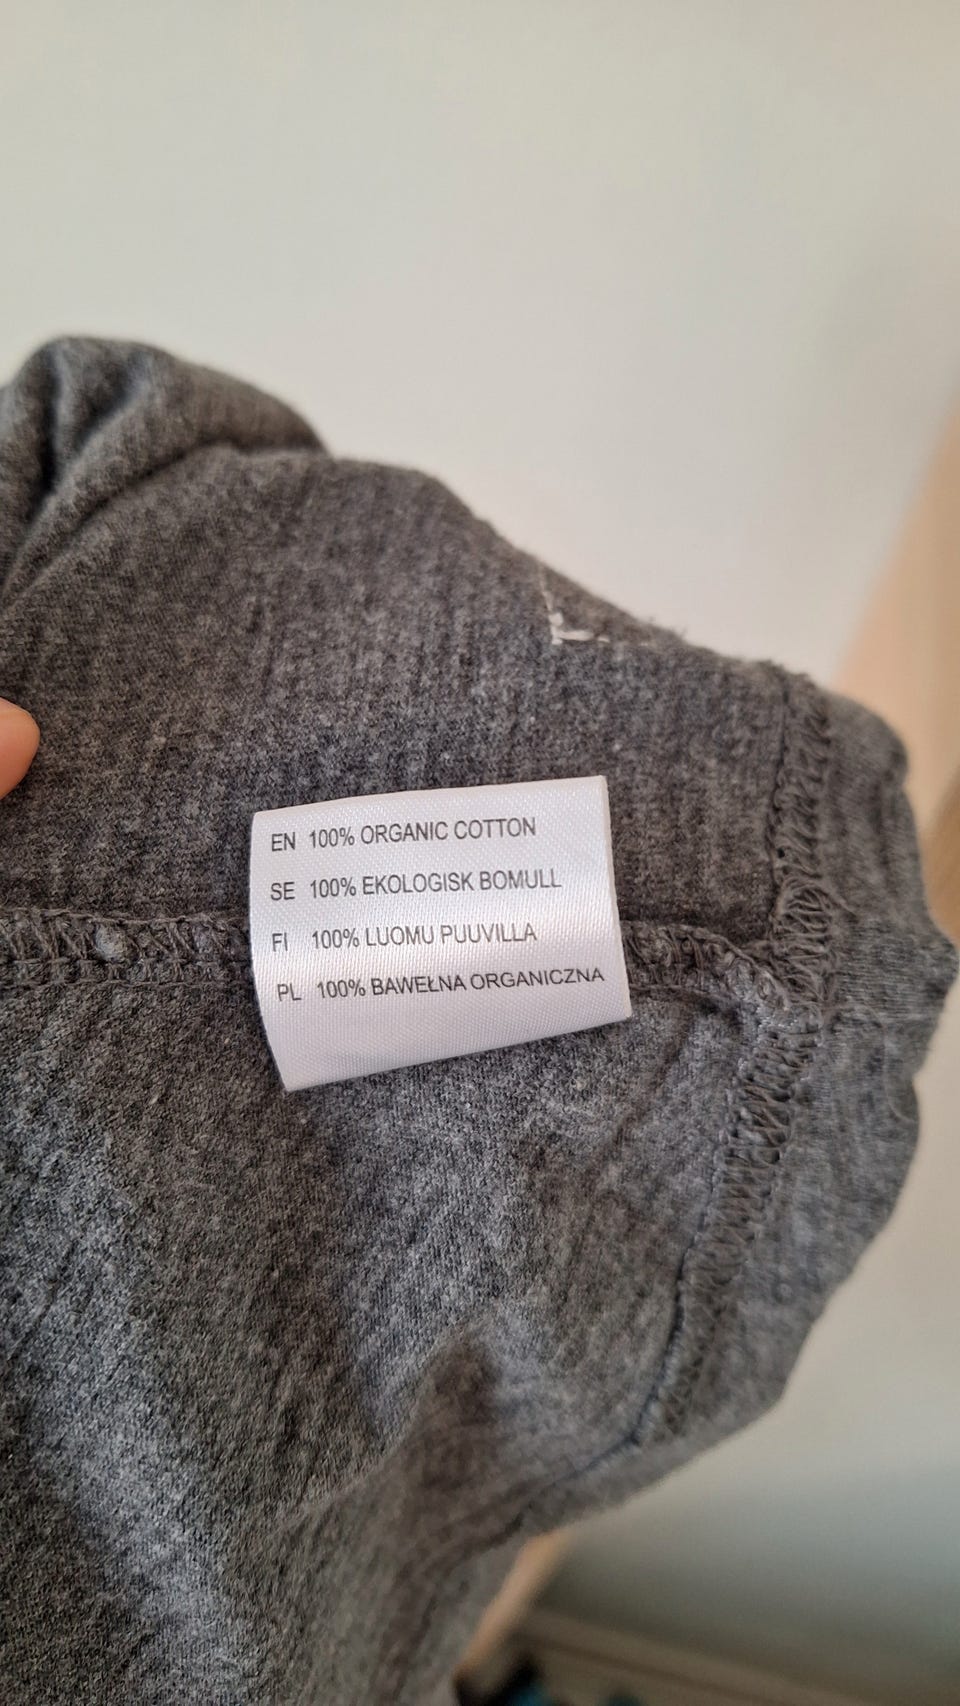 EN 100% ORGANIC COTTON
SE 100% EKOLOGISK BOMULL
FI 100% LUOMU PUUVILLA
PL 100% BAWEŁNA ORGANICZNA